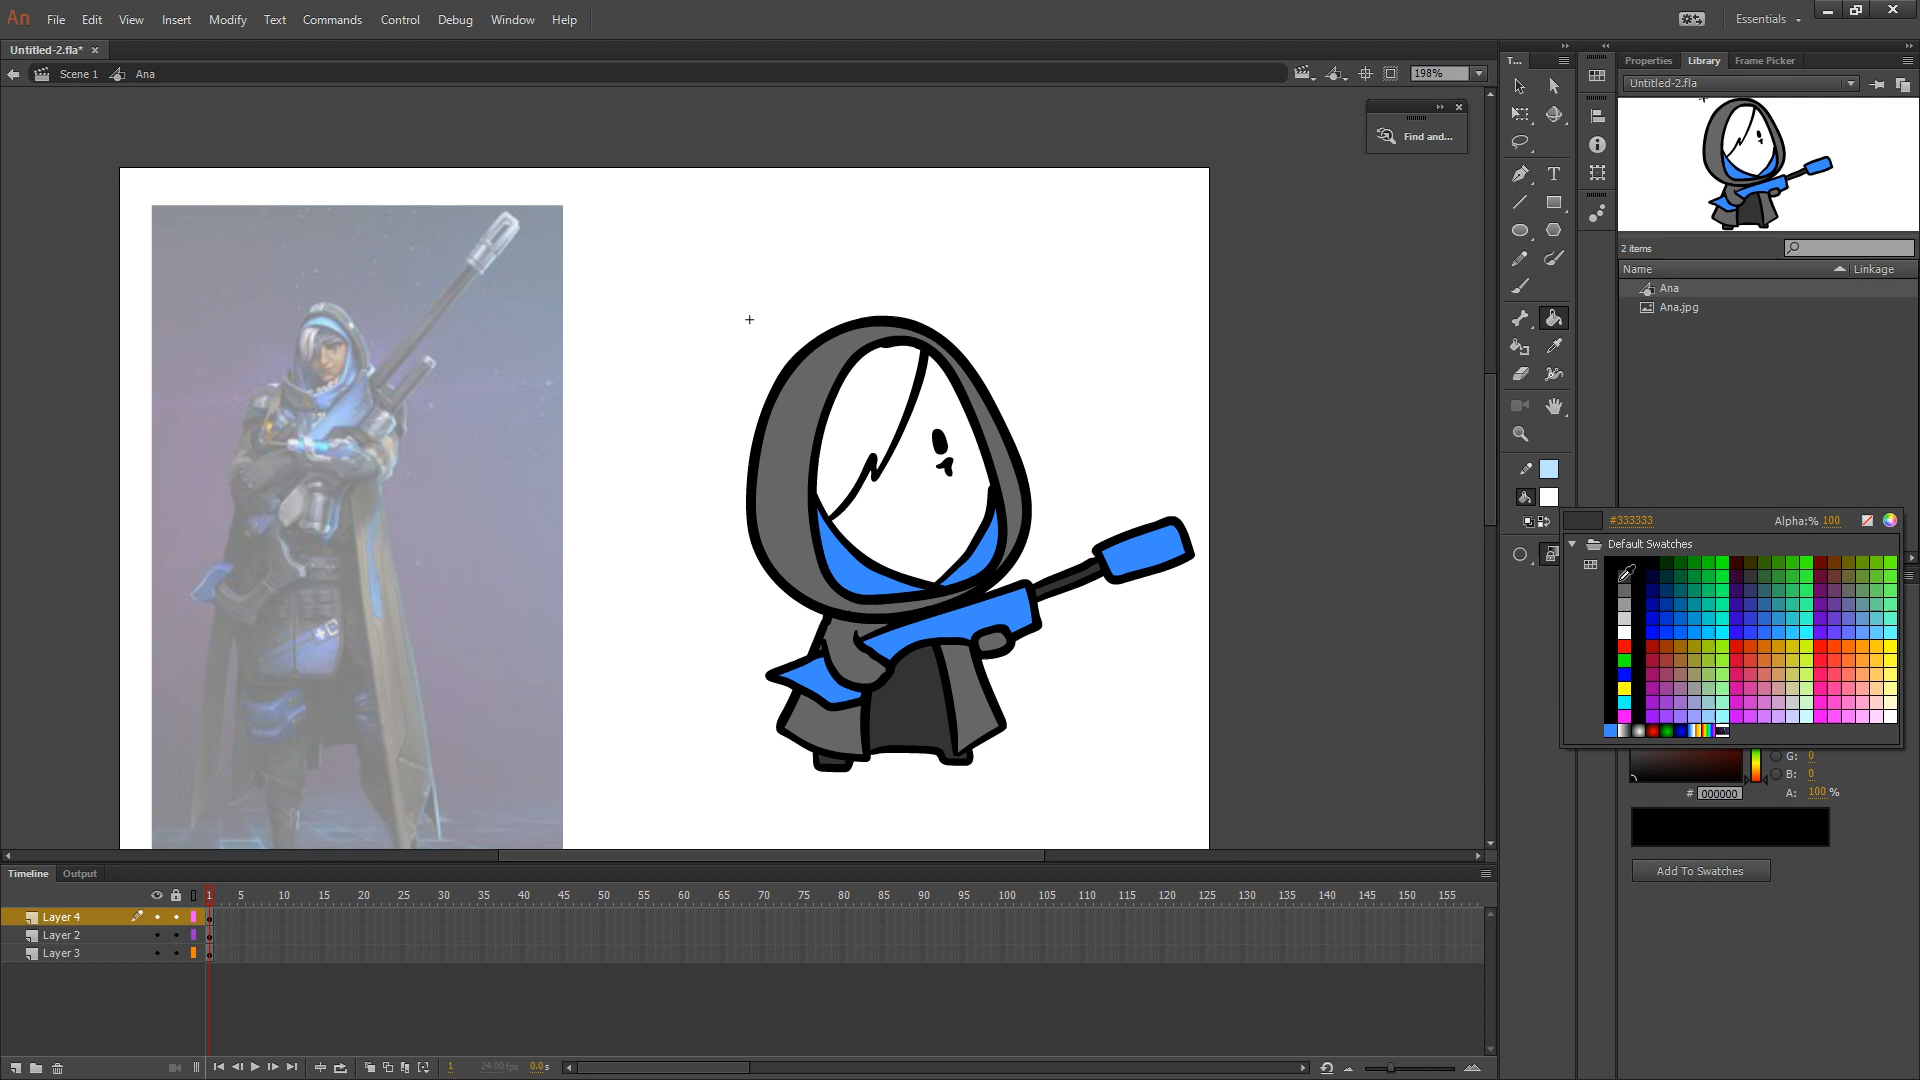 An File Edit View Insert Modify Text Commands Control Debug Window Help Essentials
Untitled-2.fla* ×
Scene 1 Ana 198%
T...
Properties Library Frame Picker
Untitled-2.fla
Find and...
2 items
Name Linkage
Ana
Ana.jpg
#333333 Alpha:% 100
Default Swatches
G: 0
B: 0
# 000000 A: 100 %
Add To Swatches
Timeline Output
1 5 10 15 20 25 30 35 40 45 50 55 60 65 70 75 80 85 90 95 100 105 110 115 120 125 130 135 140 145 150 155
Layer 4
Layer 2
Layer 3
1 24.00 fps 0.0 s